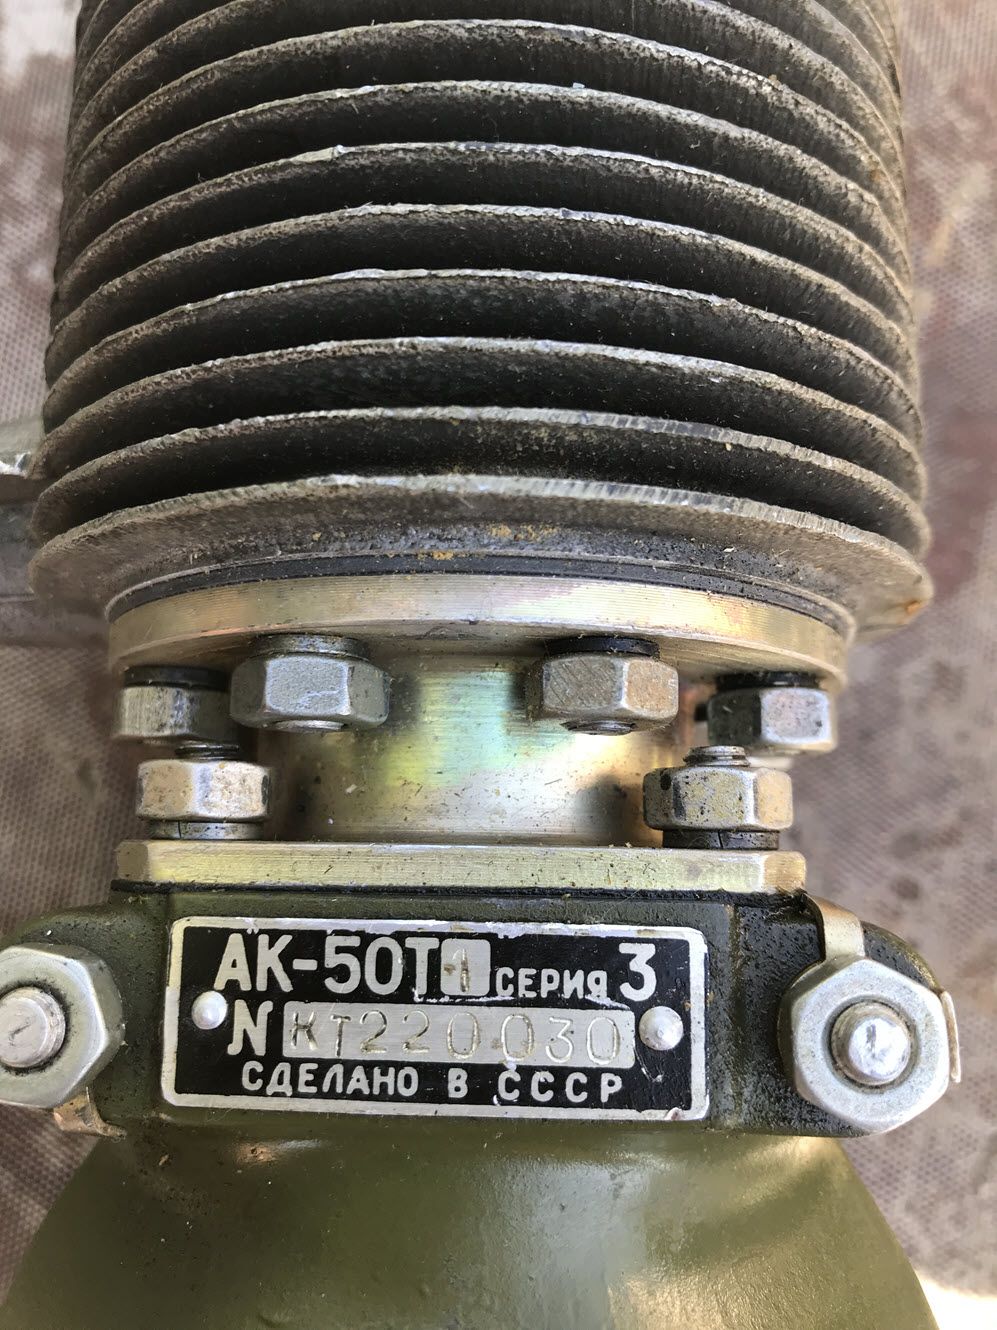 АК-50Т1 СЕРИЯ 3
N КТ220030
СДЕЛАНО В СССР